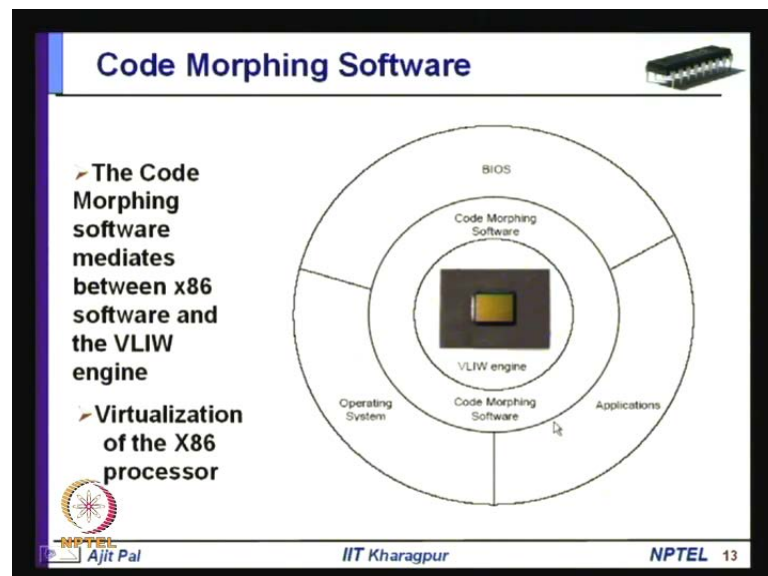 Code Morphing Software
➢The Code
Morphing
software
mediates
between x86
software and
the VLIW
engine
➢Virtualization
of the X86
processor
BIOS
Code Morphing
Software
VLIW engine
Code Morphing
Software
Operating
System
Applications
NPTEL
Ajit Pal
IIT Kharagpur
NPTEL 13